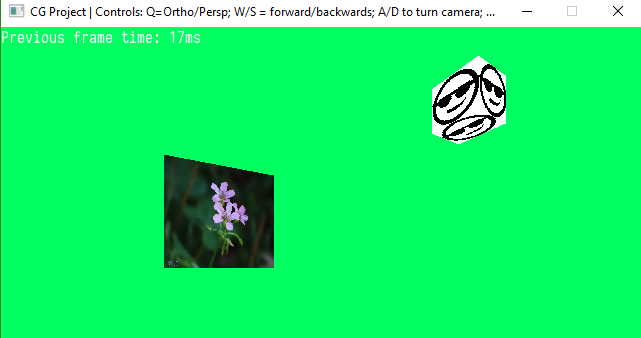 CG Project | Controls: Q=Ortho/Persp; W/S = forward/backwards; A/D to turn camera; ...
Previous frame time: 17ms